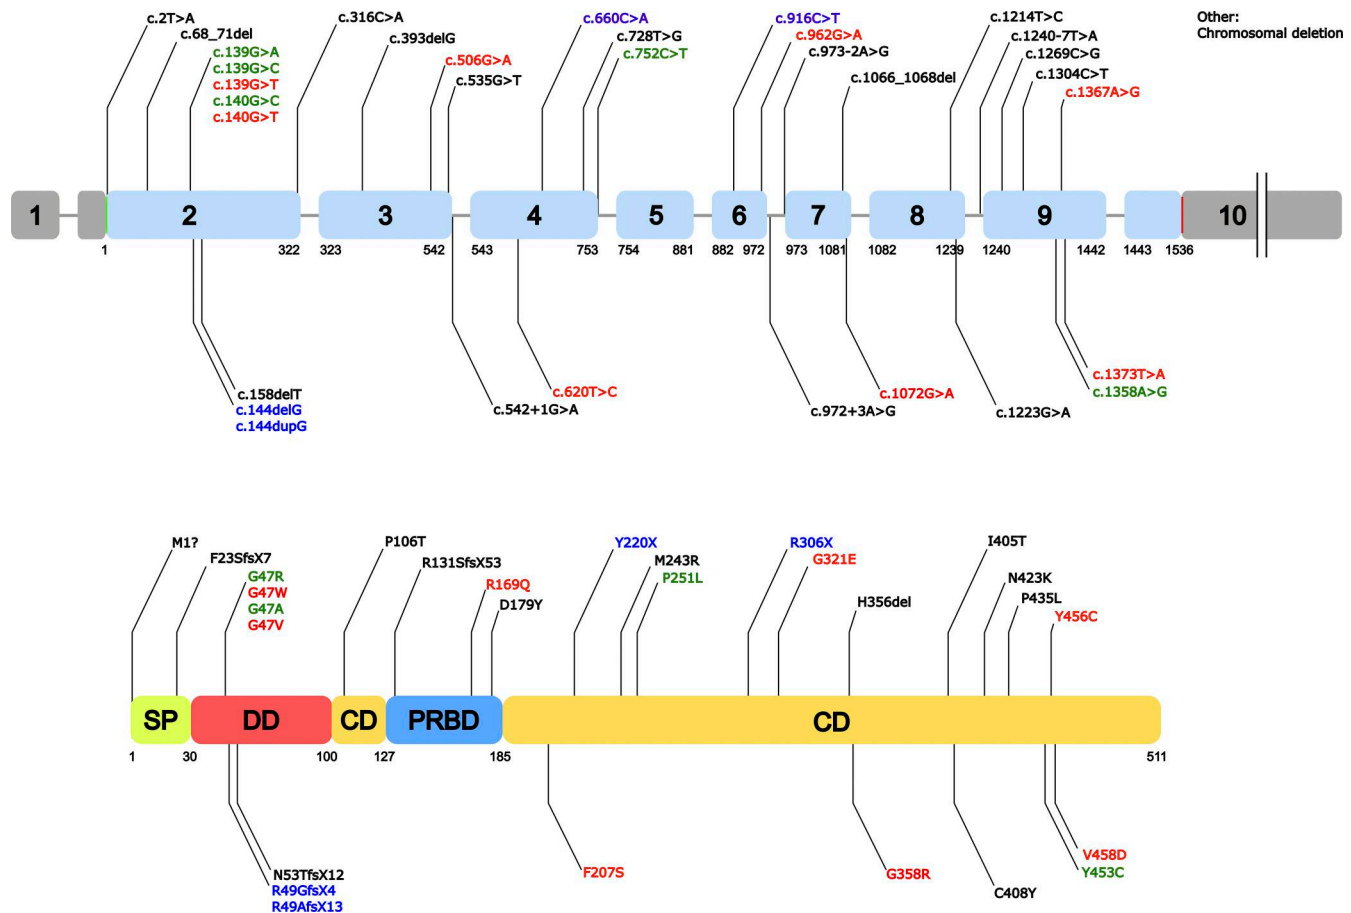 c.2T>A
c.68_71del
c.139G>A
c.139G>C
c.139G>T
c.140G>C
c.140G>T
c.316C>A
c.393delG
c.506G>A
c.535G>T
c.660C>A
c.728T>G
c.752C>T
c.916C>T
c.962G>A
c.973-2A>G
c.1066_1068del
c.1214T>C
c.1240-7T>A
c.1269C>G
c.1304C>T
c.1367A>G
Other:
Chromosomal deletion
1 2 3 4 5 6 7 8 9 10
1 322 323 542 543 753 754 881 882 972 973 1081 1082 1239 1240 1442 1443 1536
c.158delT
c.144delG
c.144dupG
c.542+1G>A
c.620T>C
c.972+3A>G
c.1072G>A
c.1223G>A
c.1373T>A
c.1358A>G
M1?
F23SfsX7
G47R
G47W
G47A
G47V
P106T
R131SfsX53
R169Q
D179Y
Y220X
M243R
P251L
R306X
G321E
H356del
I405T
N423K
P435L
Y456C
SP DD CD PRBD CD
1 30 100 127 185 511
N53TfsX12
R49GfsX4
R49AfsX13
F207S
G358R
C408Y
V458D
Y453C